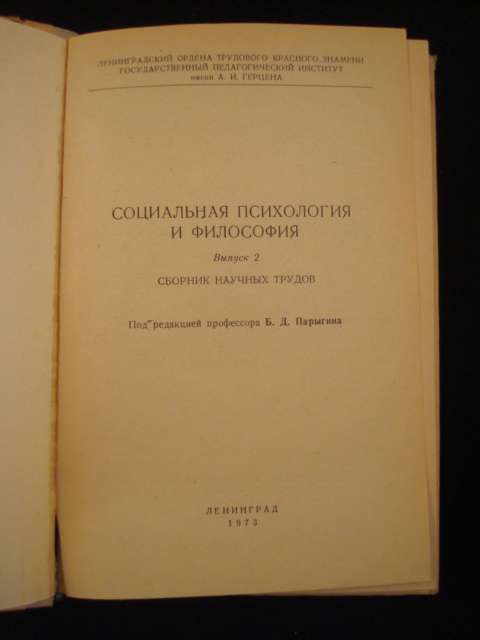 ЛЕНИНГРАДСКИЙ ОРДЕНА ТРУДОВОГО КРАСНОГО ЗНАМЕНИ
ГОСУДАРСТВЕННЫЙ ПЕДАГОГИЧЕСКИЙ ИНСТИТУТ
имени А. И. ГЕРЦЕНА
СОЦИАЛЬНАЯ ПСИХОЛОГИЯ
И ФИЛОСОФИЯ
Выпуск 2
СБОРНИК НАУЧНЫХ ТРУДОВ
Под редакцией профессора Б. Д. Парыгина
ЛЕНИНГРАД
1973